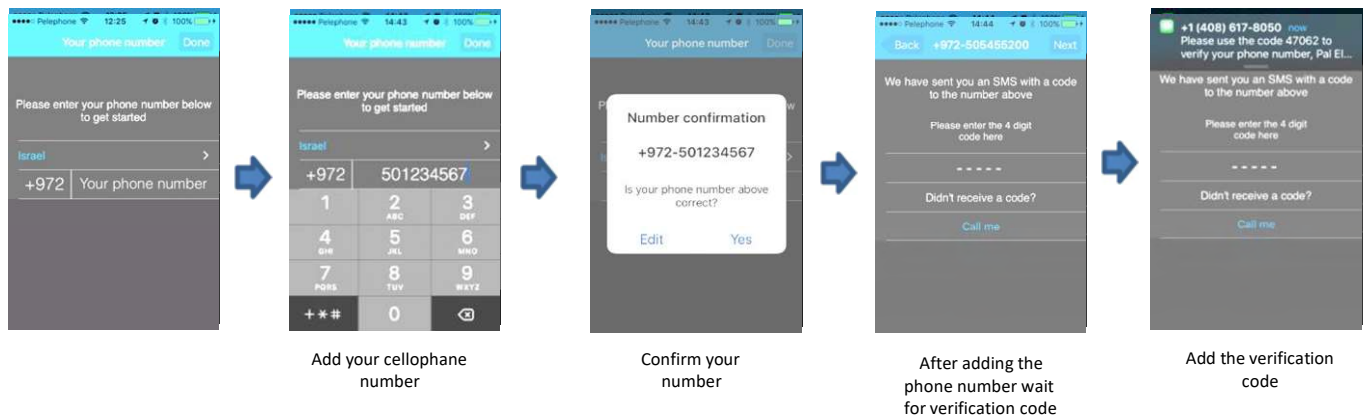 Pelephone 12:25 100%
Your phone number Done
Please enter your phone number below
to get started
Israel >
+972 Your phone number
Pelephone 14:43 100%
Your phone number Done
Please enter your phone number below
to get started
Israel >
+972 501234567
1 2 3
ABC DEF
4 5 6
GHI JKL MNO
7 8 9
PQRS TUV WXYZ
+*# 0
Add your cellophane
number
Pelephone 14:43 100%
Your phone number Done
Number confirmation
+972-501234567
Is your phone number above
correct?
Edit Yes
Confirm your
number
Pelephone 14:44 100%
Back +972-505455200 Next
We have sent you an SMS with a code
to the number above
Please enter the 4 digit
code here
- - - - -
Didn't receive a code?
Call me
After adding the
phone number wait
for verification code
+1 (408) 617-8050 now
Please use the code 47062 to
verify your phone number, Pal El...
We have sent you an SMS with a code
to the number above
Please enter the 4 digit
code here
- - - - -
Didn't receive a code?
Call me
Add the verification
code